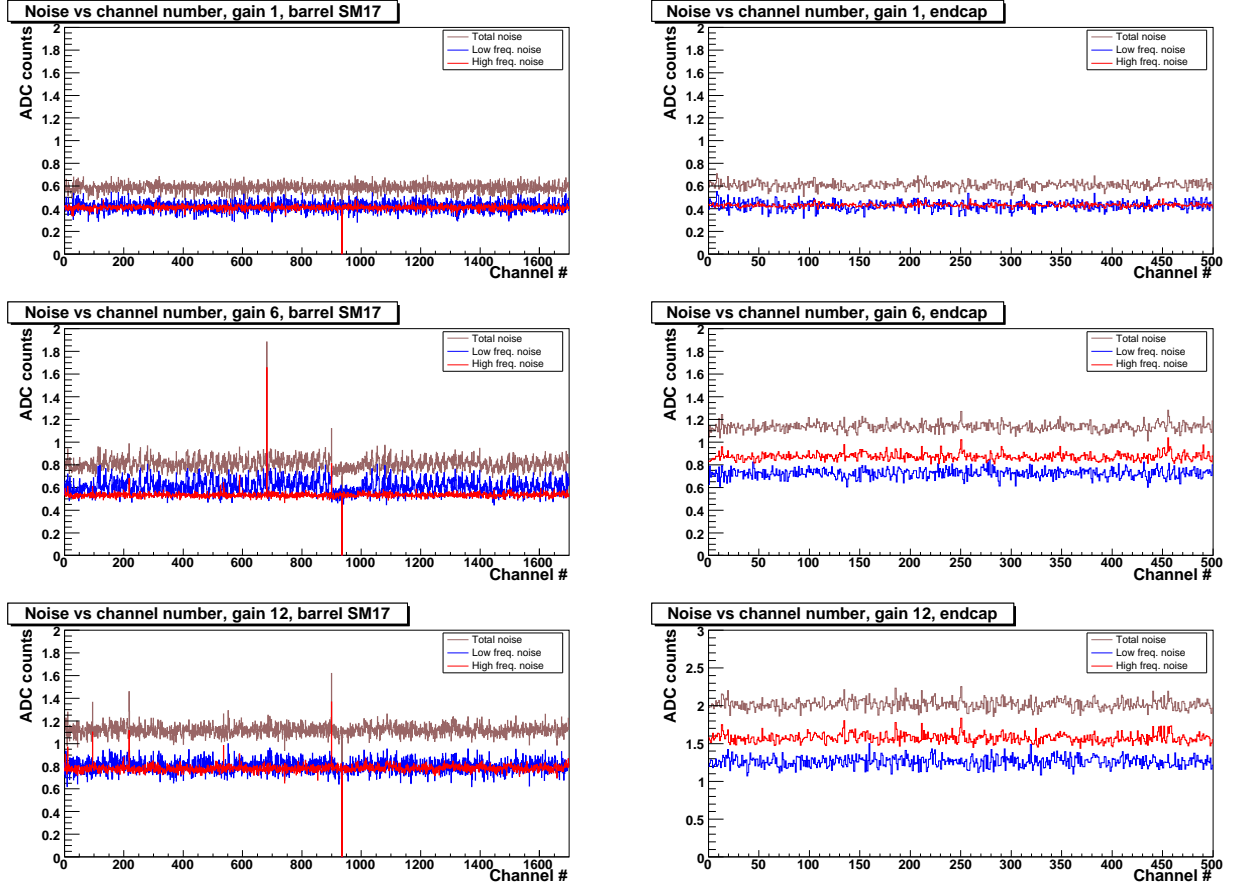 Noise vs channel number, gain 1, barrel SM17
ADC counts
2
1.8
1.6
1.4
1.2
1
0.8
0.6
0.4
0.2
0
Total noise
Low freq. noise
High freq. noise
0 200 400 600 800 1000 1200 1400 1600
Channel #
Noise vs channel number, gain 1, endcap
ADC counts
2
1.8
1.6
1.4
1.2
1
0.8
0.6
0.4
0.2
0
Total noise
Low freq. noise
High freq. noise
0 50 100 150 200 250 300 350 400 450 500
Channel #
Noise vs channel number, gain 6, barrel SM17
ADC counts
2
1.8
1.6
1.4
1.2
1
0.8
0.6
0.4
0.2
0
Total noise
Low freq. noise
High freq. noise
0 200 400 600 800 1000 1200 1400 1600
Channel #
Noise vs channel number, gain 6, endcap
ADC counts
2
1.8
1.6
1.4
1.2
1
0.8
0.6
0.4
0.2
0
Total noise
Low freq. noise
High freq. noise
0 50 100 150 200 250 300 350 400 450 500
Channel #
Noise vs channel number, gain 12, barrel SM17
ADC counts
2
1.8
1.6
1.4
1.2
1
0.8
0.6
0.4
0.2
0
Total noise
Low freq. noise
High freq. noise
0 200 400 600 800 1000 1200 1400 1600
Channel #
Noise vs channel number, gain 12, endcap
ADC counts
3
2.5
2
1.5
1
0.5
0
Total noise
Low freq. noise
High freq. noise
0 50 100 150 200 250 300 350 400 450 500
Channel #